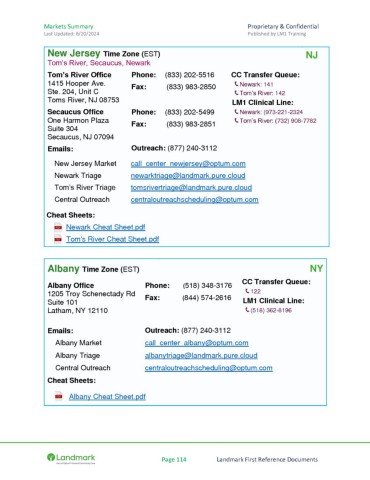 Markets Summary Proprietary & Confidential
Last Updated: 6/20/2024 Published by LM1 Training
New Jersey Time Zone (EST) NJ
Tom's River, Secaucus, Newark
Tom's River Office Phone: (833) 202-5516 CC Transfer Queue:
1415 Hooper Ave. Fax: (833) 983-2850 Newark: 141
Ste. 204, Unit C Tom's River: 142
Toms River, NJ 08753 LM1 Clinical Line:
Secaucus Office Phone: (833) 202-5499 Newark: (973-221-2324
One Harmon Plaza Fax: (833) 983-2851 Tom's River: (732) 908-7782
Suite 304
Secaucus, NJ 07094
Emails: Outreach: (877) 240-3112
New Jersey Market call_center_newjersey@optum.com
Newark Triage newarktriage@landmark.pure.cloud
Tom's River Triage tomsrivertriage@landmark.pure.cloud
Central Outreach centraloutreachscheduling@optum.com
Cheat Sheets:
Newark Cheat Sheet.pdf
Tom's River Cheat Sheet.pdf
Albany Time Zone (EST) NY
Albany Office Phone: (518) 348-3176 CC Transfer Queue:
1205 Troy Schenectady Rd Fax: (844) 574-2616 122
Suite 101 LM1 Clinical Line:
Latham, NY 12110 (518) 362-8196
Emails: Outreach: (877) 240-3112
Albany Market call_center_albany@optum.com
Albany Triage albanytriage@landmark.pure.cloud
Central Outreach centraloutreachscheduling@optum.com
Cheat Sheets:
Albany Cheat Sheet.pdf
Landmark Page 114 Landmark First Reference Documents